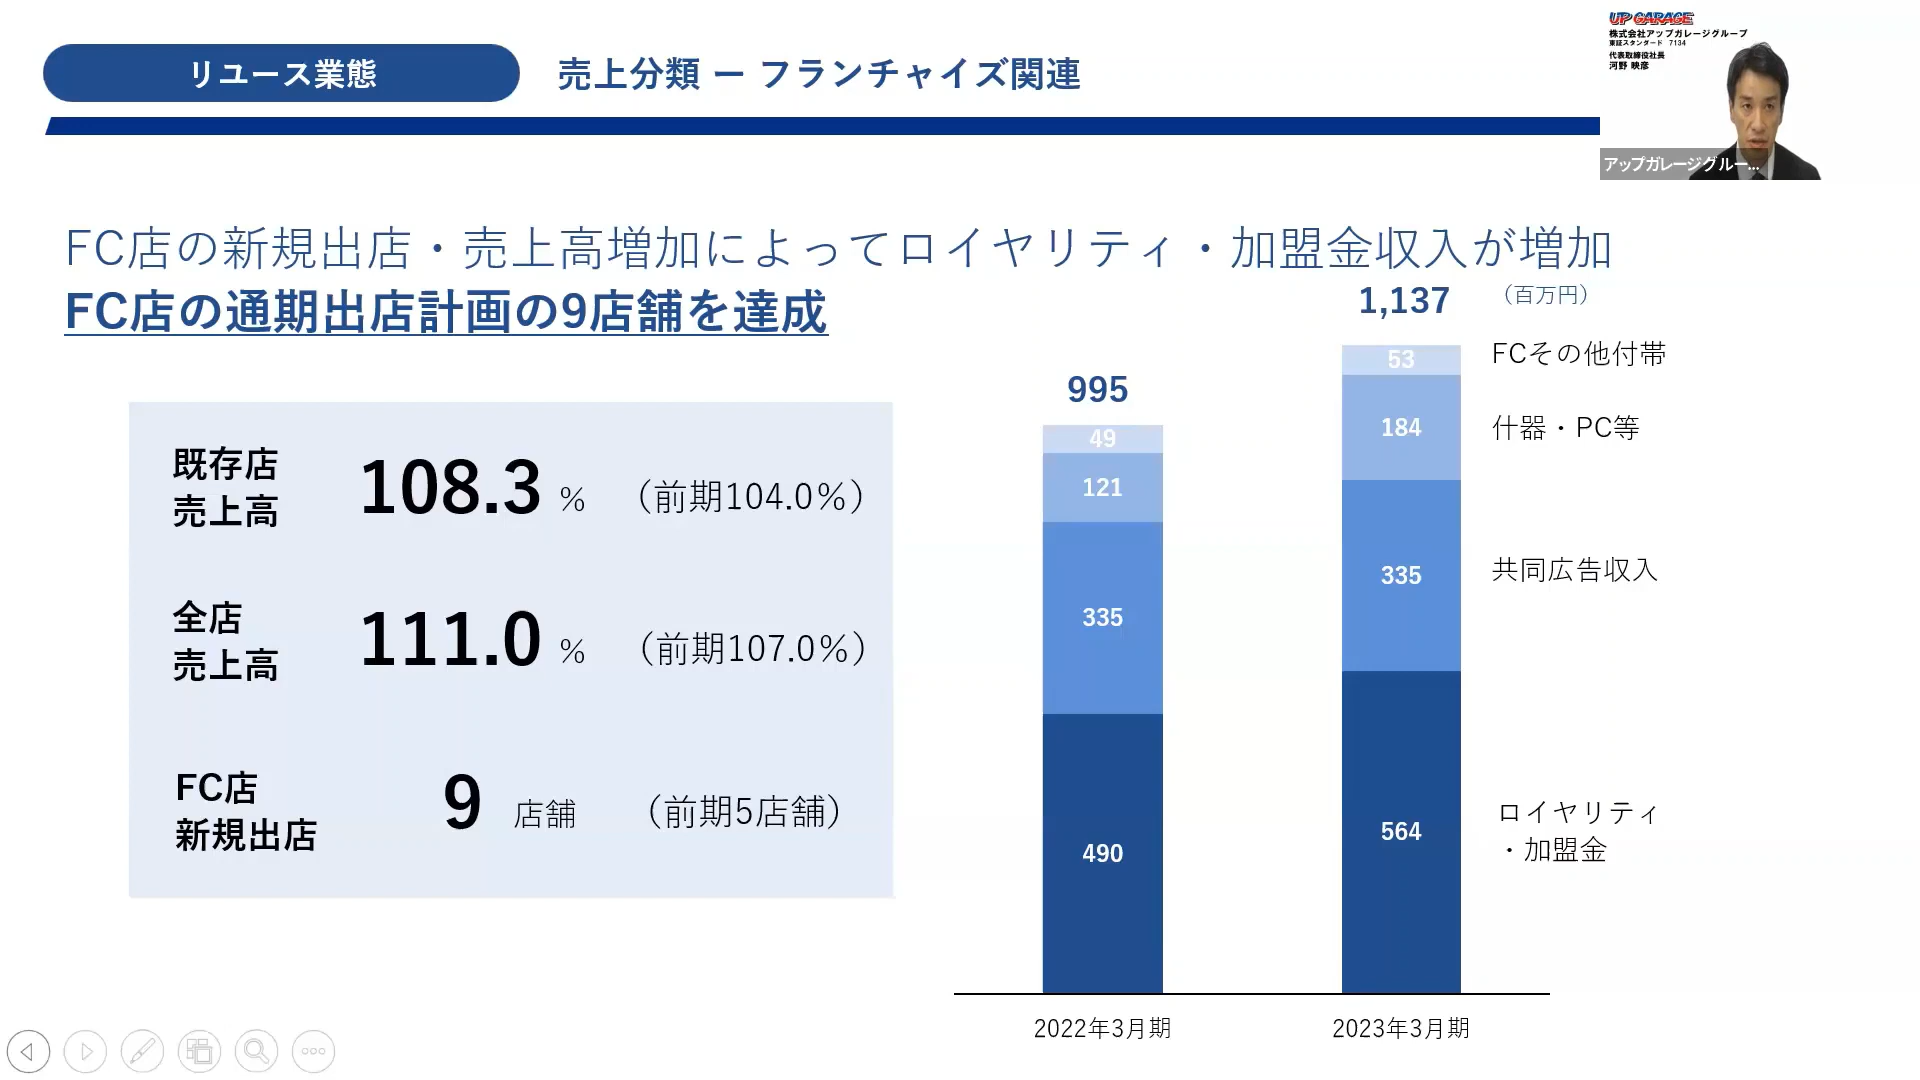 リユース業態
売上分類 ー フランチャイズ関連
UP GARAGE
株式会社アップガレージグループ
東証スタンダード 7134
代表取締役社長
河野 映彦
アップガレージグルー...
FC店の新規出店・売上高増加によってロイヤリティ・加盟金収入が増加
FC店の通期出店計画の9店舗を達成
既存店
売上高
108.3 %
（前期104.0%）
全店
売上高
111.0 %
（前期107.0%）
FC店
新規出店
9 店舗
（前期5店舗）
（百万円）
995
49
121
335
490
2022年3月期
1,137
53
184
335
564
2023年3月期
FCその他付帯
什器・PC等
共同広告収入
ロイヤリティ
・加盟金